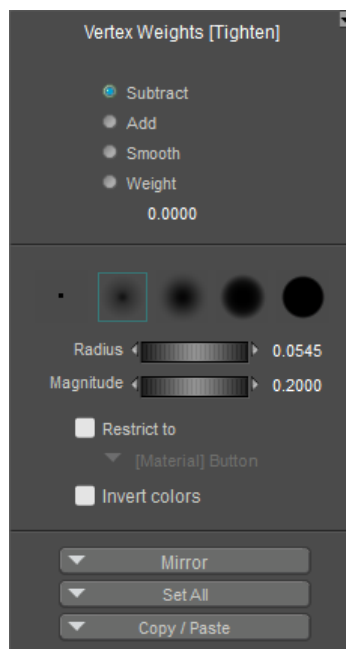 Vertex Weights [Tighten]
Subtract
Add
Smooth
Weight
0.0000
Radius 0.0545
Magnitude 0.2000
Restrict to
[Material] Button
Invert colors
Mirror
Set All
Copy / Paste